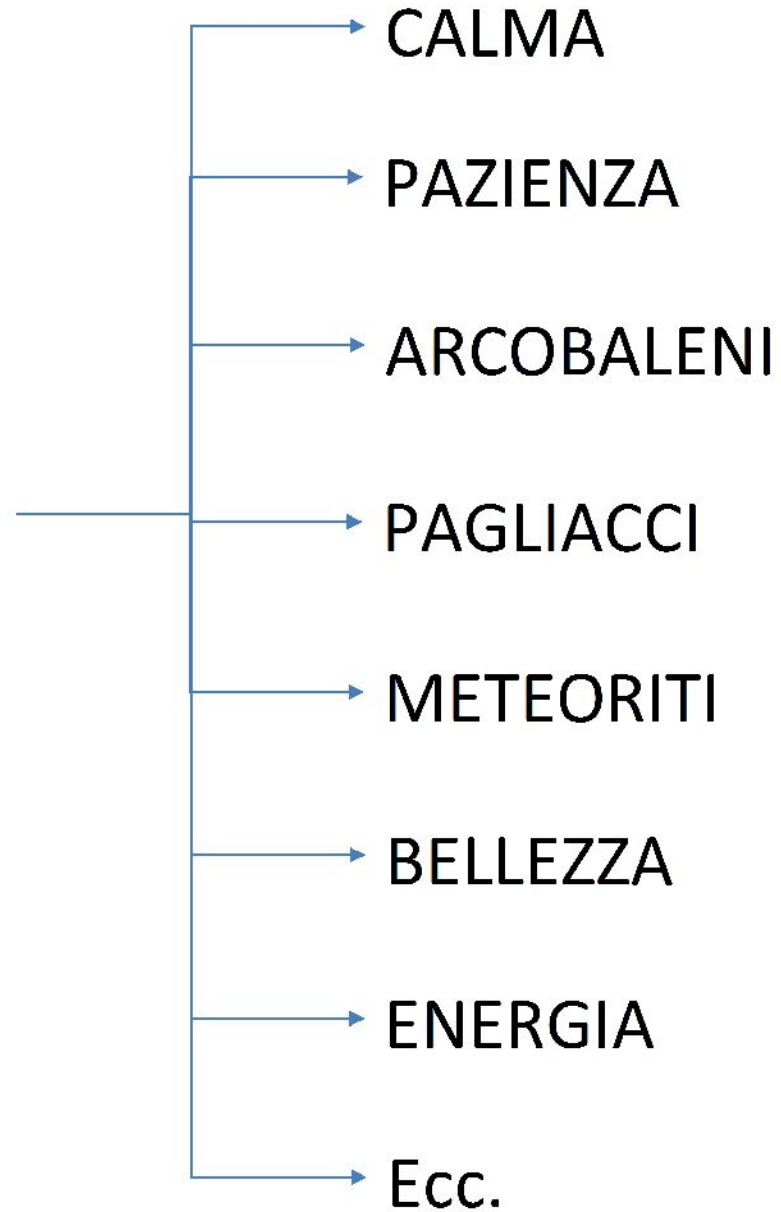 CALMA
PAZIENZA
ARCOBALENI
PAGLIACCI
METEORITI
BELLEZZA
ENERGIA
Ecc.